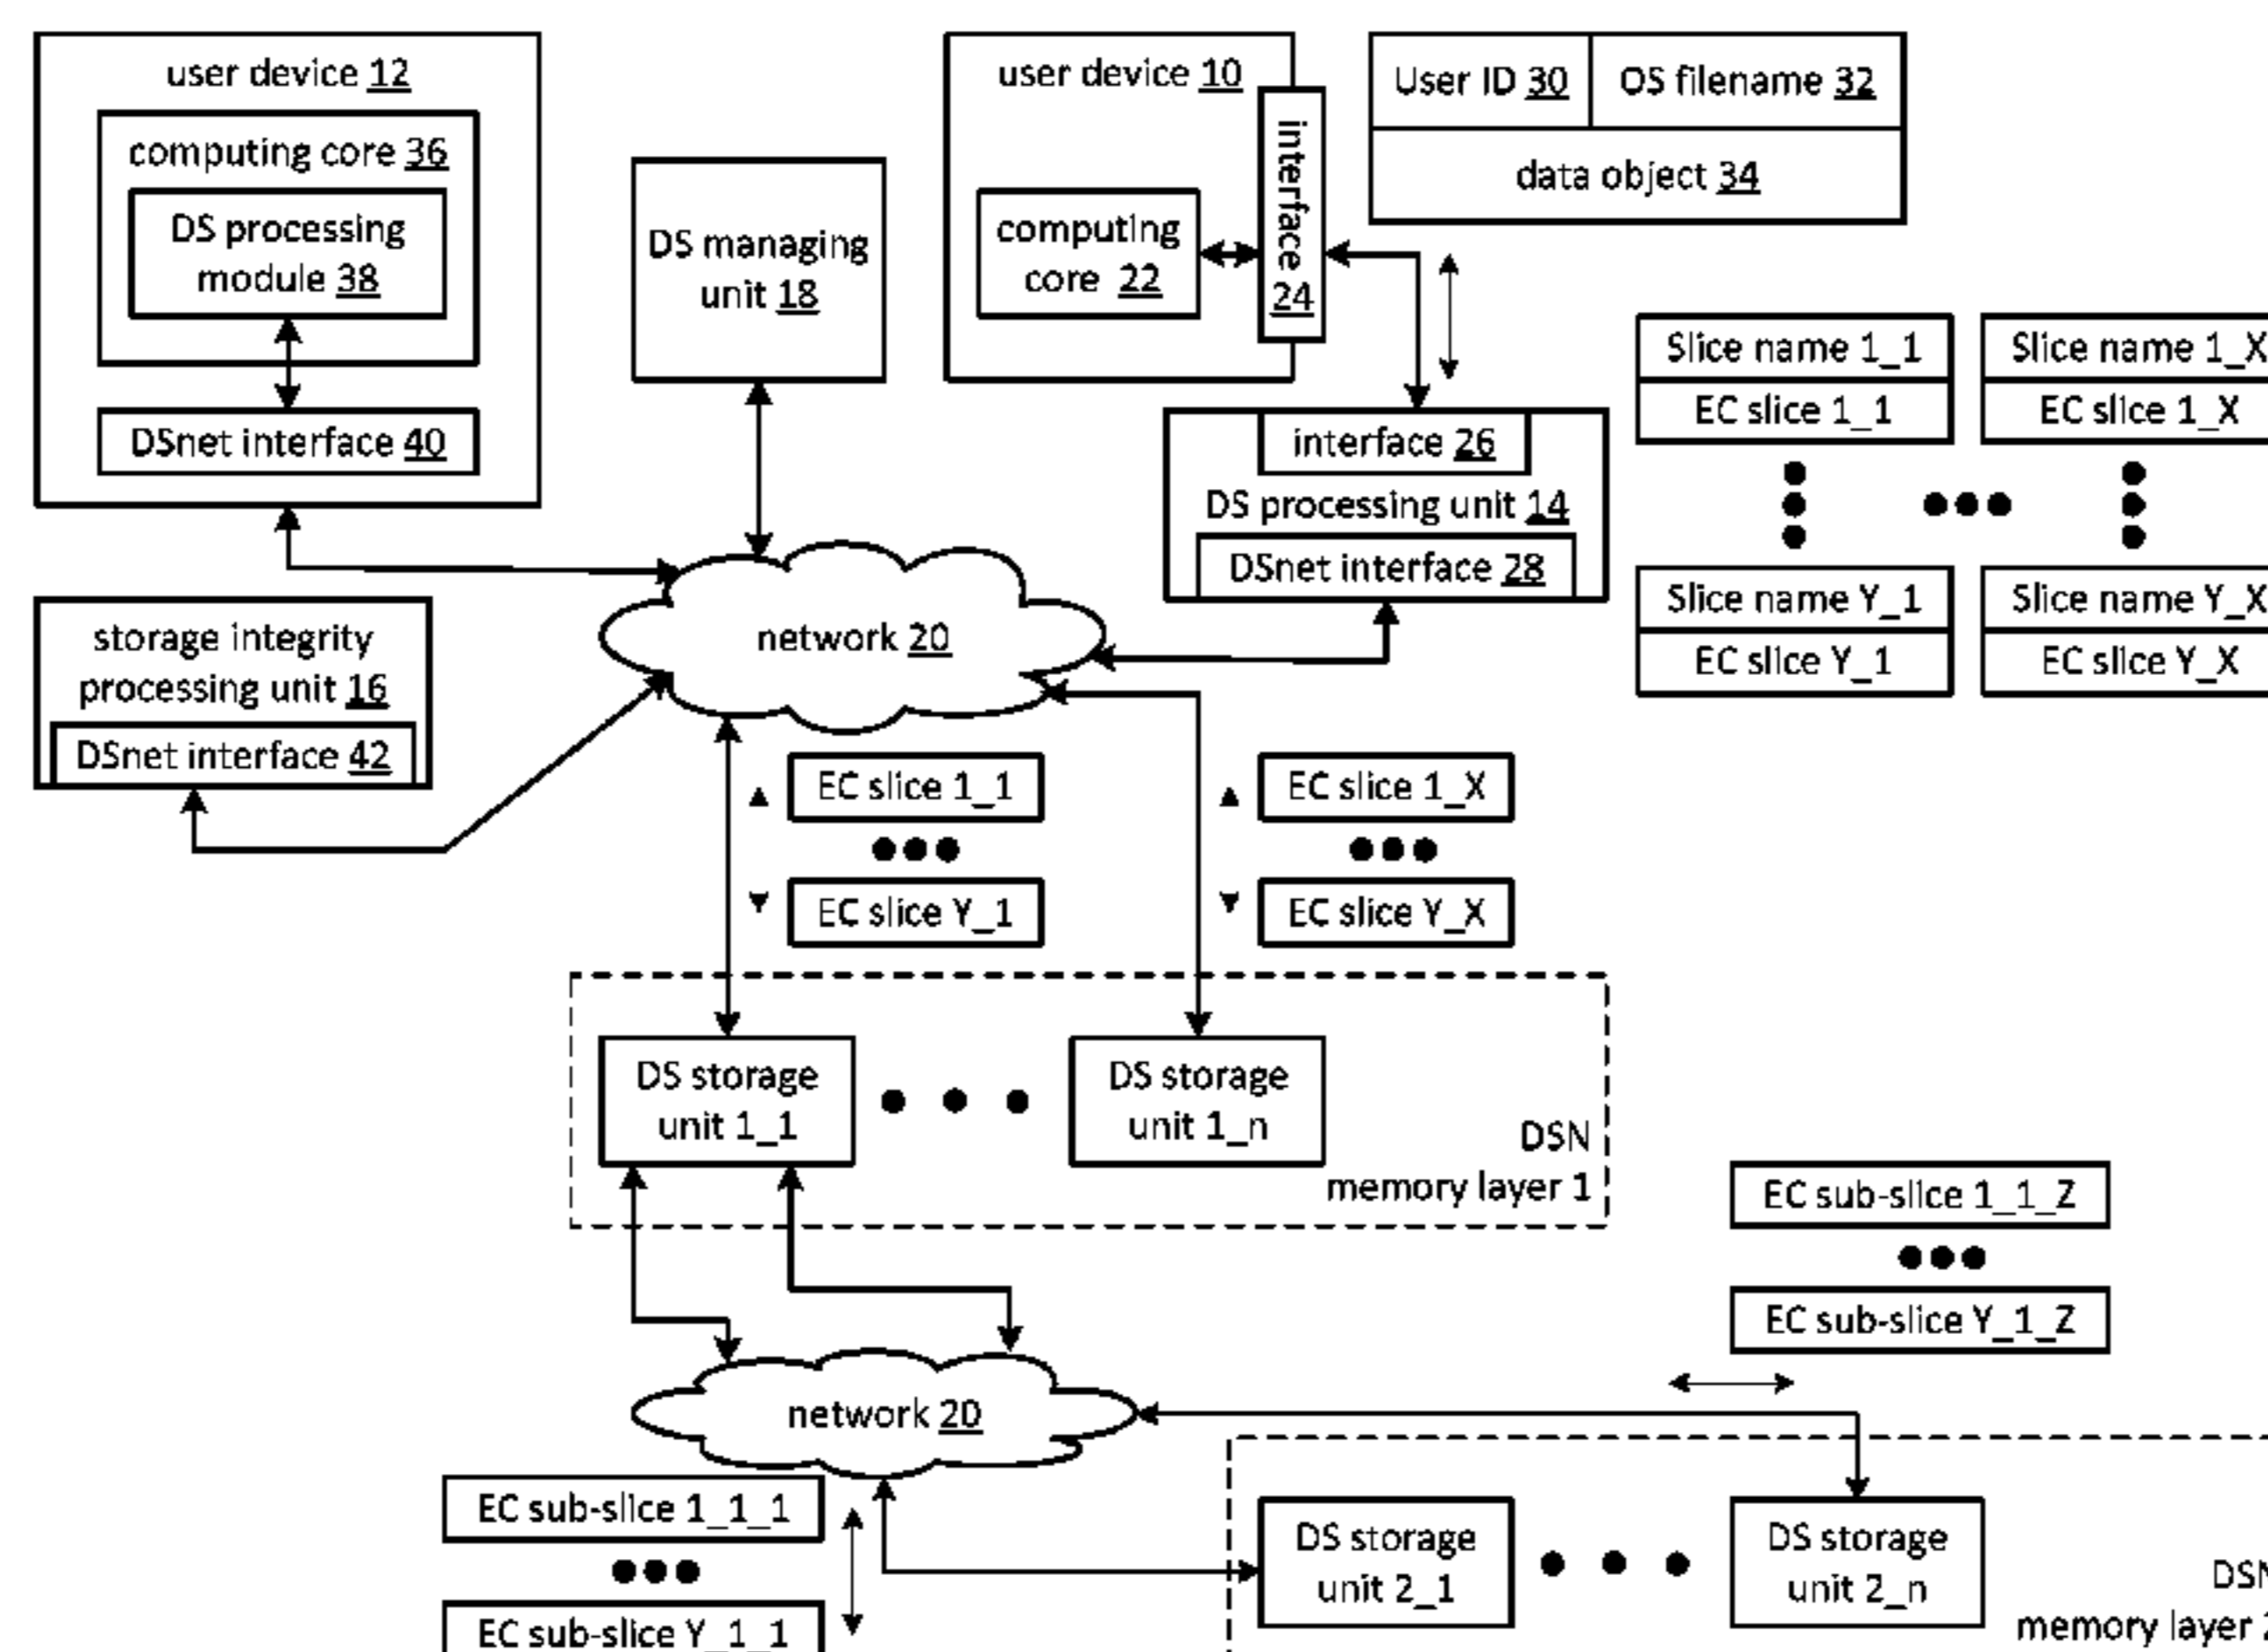 user device 12
computing core 36
DS processing
module 38
DSnet interface 40
DS managing
unit 18
user device 10
computing
core 22
interface 24
User ID 30
OS filename 32
data object 34
interface 26
DS processing unit 14
DSnet interface 28
Slice name 1_1
EC slice 1_1
Slice name 1_X
EC slice 1_X
Slice name Y_1
EC slice Y_1
Slice name Y_X
EC slice Y_X
network 20
storage integrity
processing unit 16
DSnet interface 42
EC slice 1_1
EC slice Y_1
EC slice 1_X
EC slice Y_X
DS storage
unit 1_1
DS storage
unit 1_n
DSN
memory layer 1
EC sub-slice 1_1_Z
EC sub-slice Y_1_Z
network 20
EC sub-slice 1_1_1
EC sub-slice Y_1_1
DS storage
unit 2_1
DS storage
unit 2_n
DSN
memory layer 2